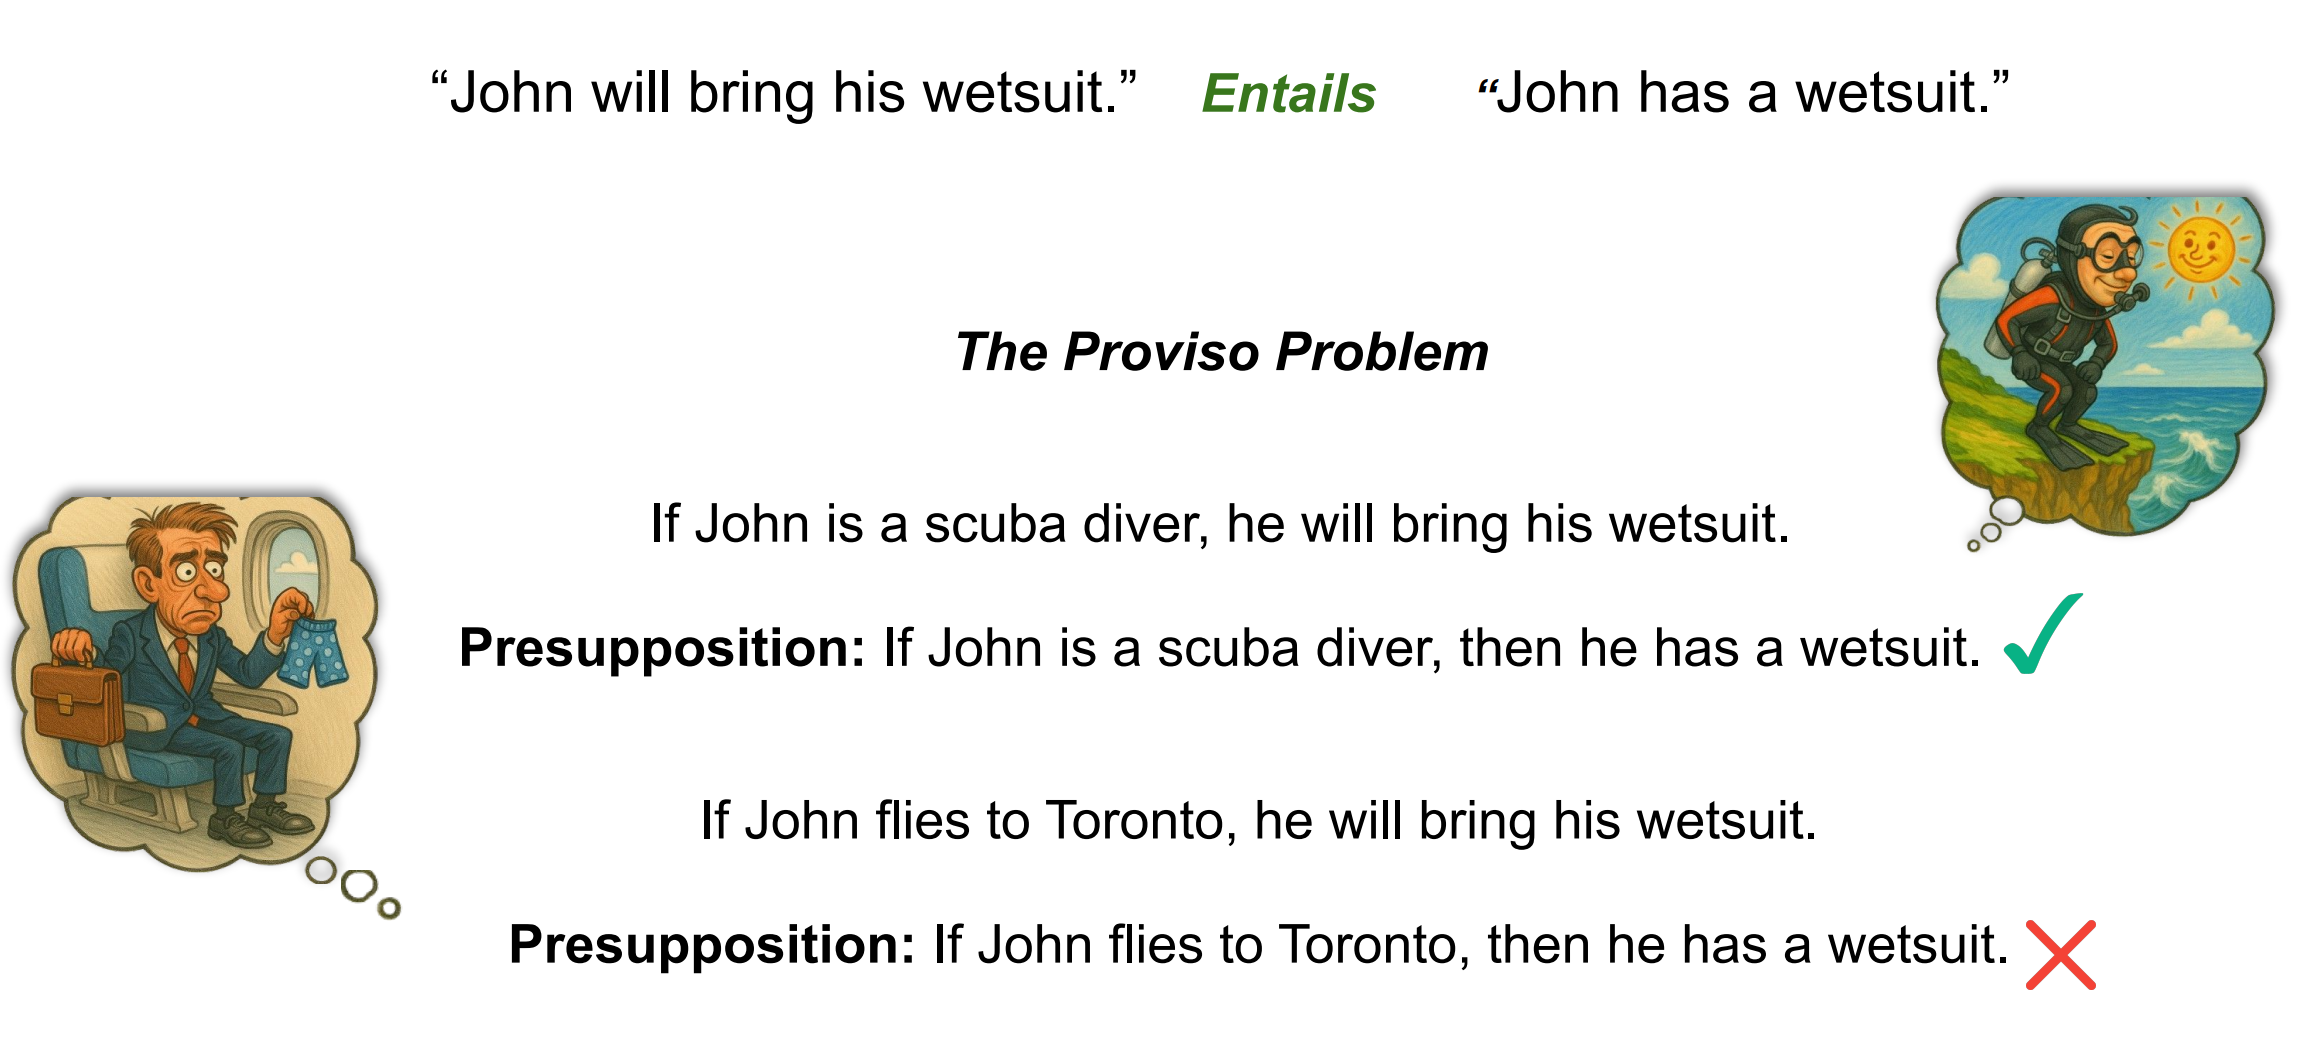 “John will bring his wetsuit.” Entails “John has a wetsuit.”
The Proviso Problem
If John is a scuba diver, he will bring his wetsuit.
Presupposition: If John is a scuba diver, then he has a wetsuit.
If John flies to Toronto, he will bring his wetsuit.
Presupposition: If John flies to Toronto, then he has a wetsuit.